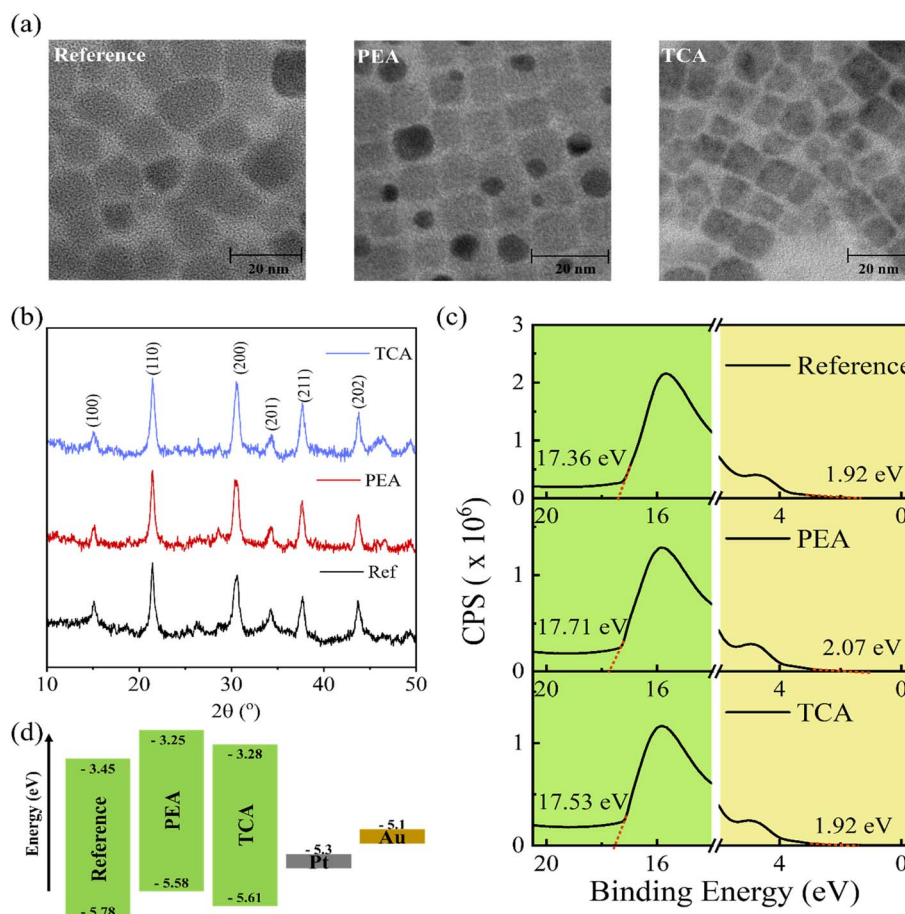 (a)
Reference
PEA
TCA
20 nm
20 nm
20 nm
(b)
TCA
PEA
Ref
(100)
(110)
(200)
(201)
(211)
(202)
10
20
30
40
50
2θ (°)
(c)
3
2
1
0
Reference
17.36 eV
1.92 eV
20
16
4
0
PEA
1
0
17.71 eV
2.07 eV
20
16
4
0
TCA
1
0
17.53 eV
1.92 eV
20
16
4
0
CPS ( x 10⁶)
Binding Energy (eV)
(d)
Energy (eV)
- 3.45
Reference
- 5.78
- 3.25
PEA
- 5.58
- 3.28
TCA
- 5.61
- 5.3
Pt
- 5.1
Au